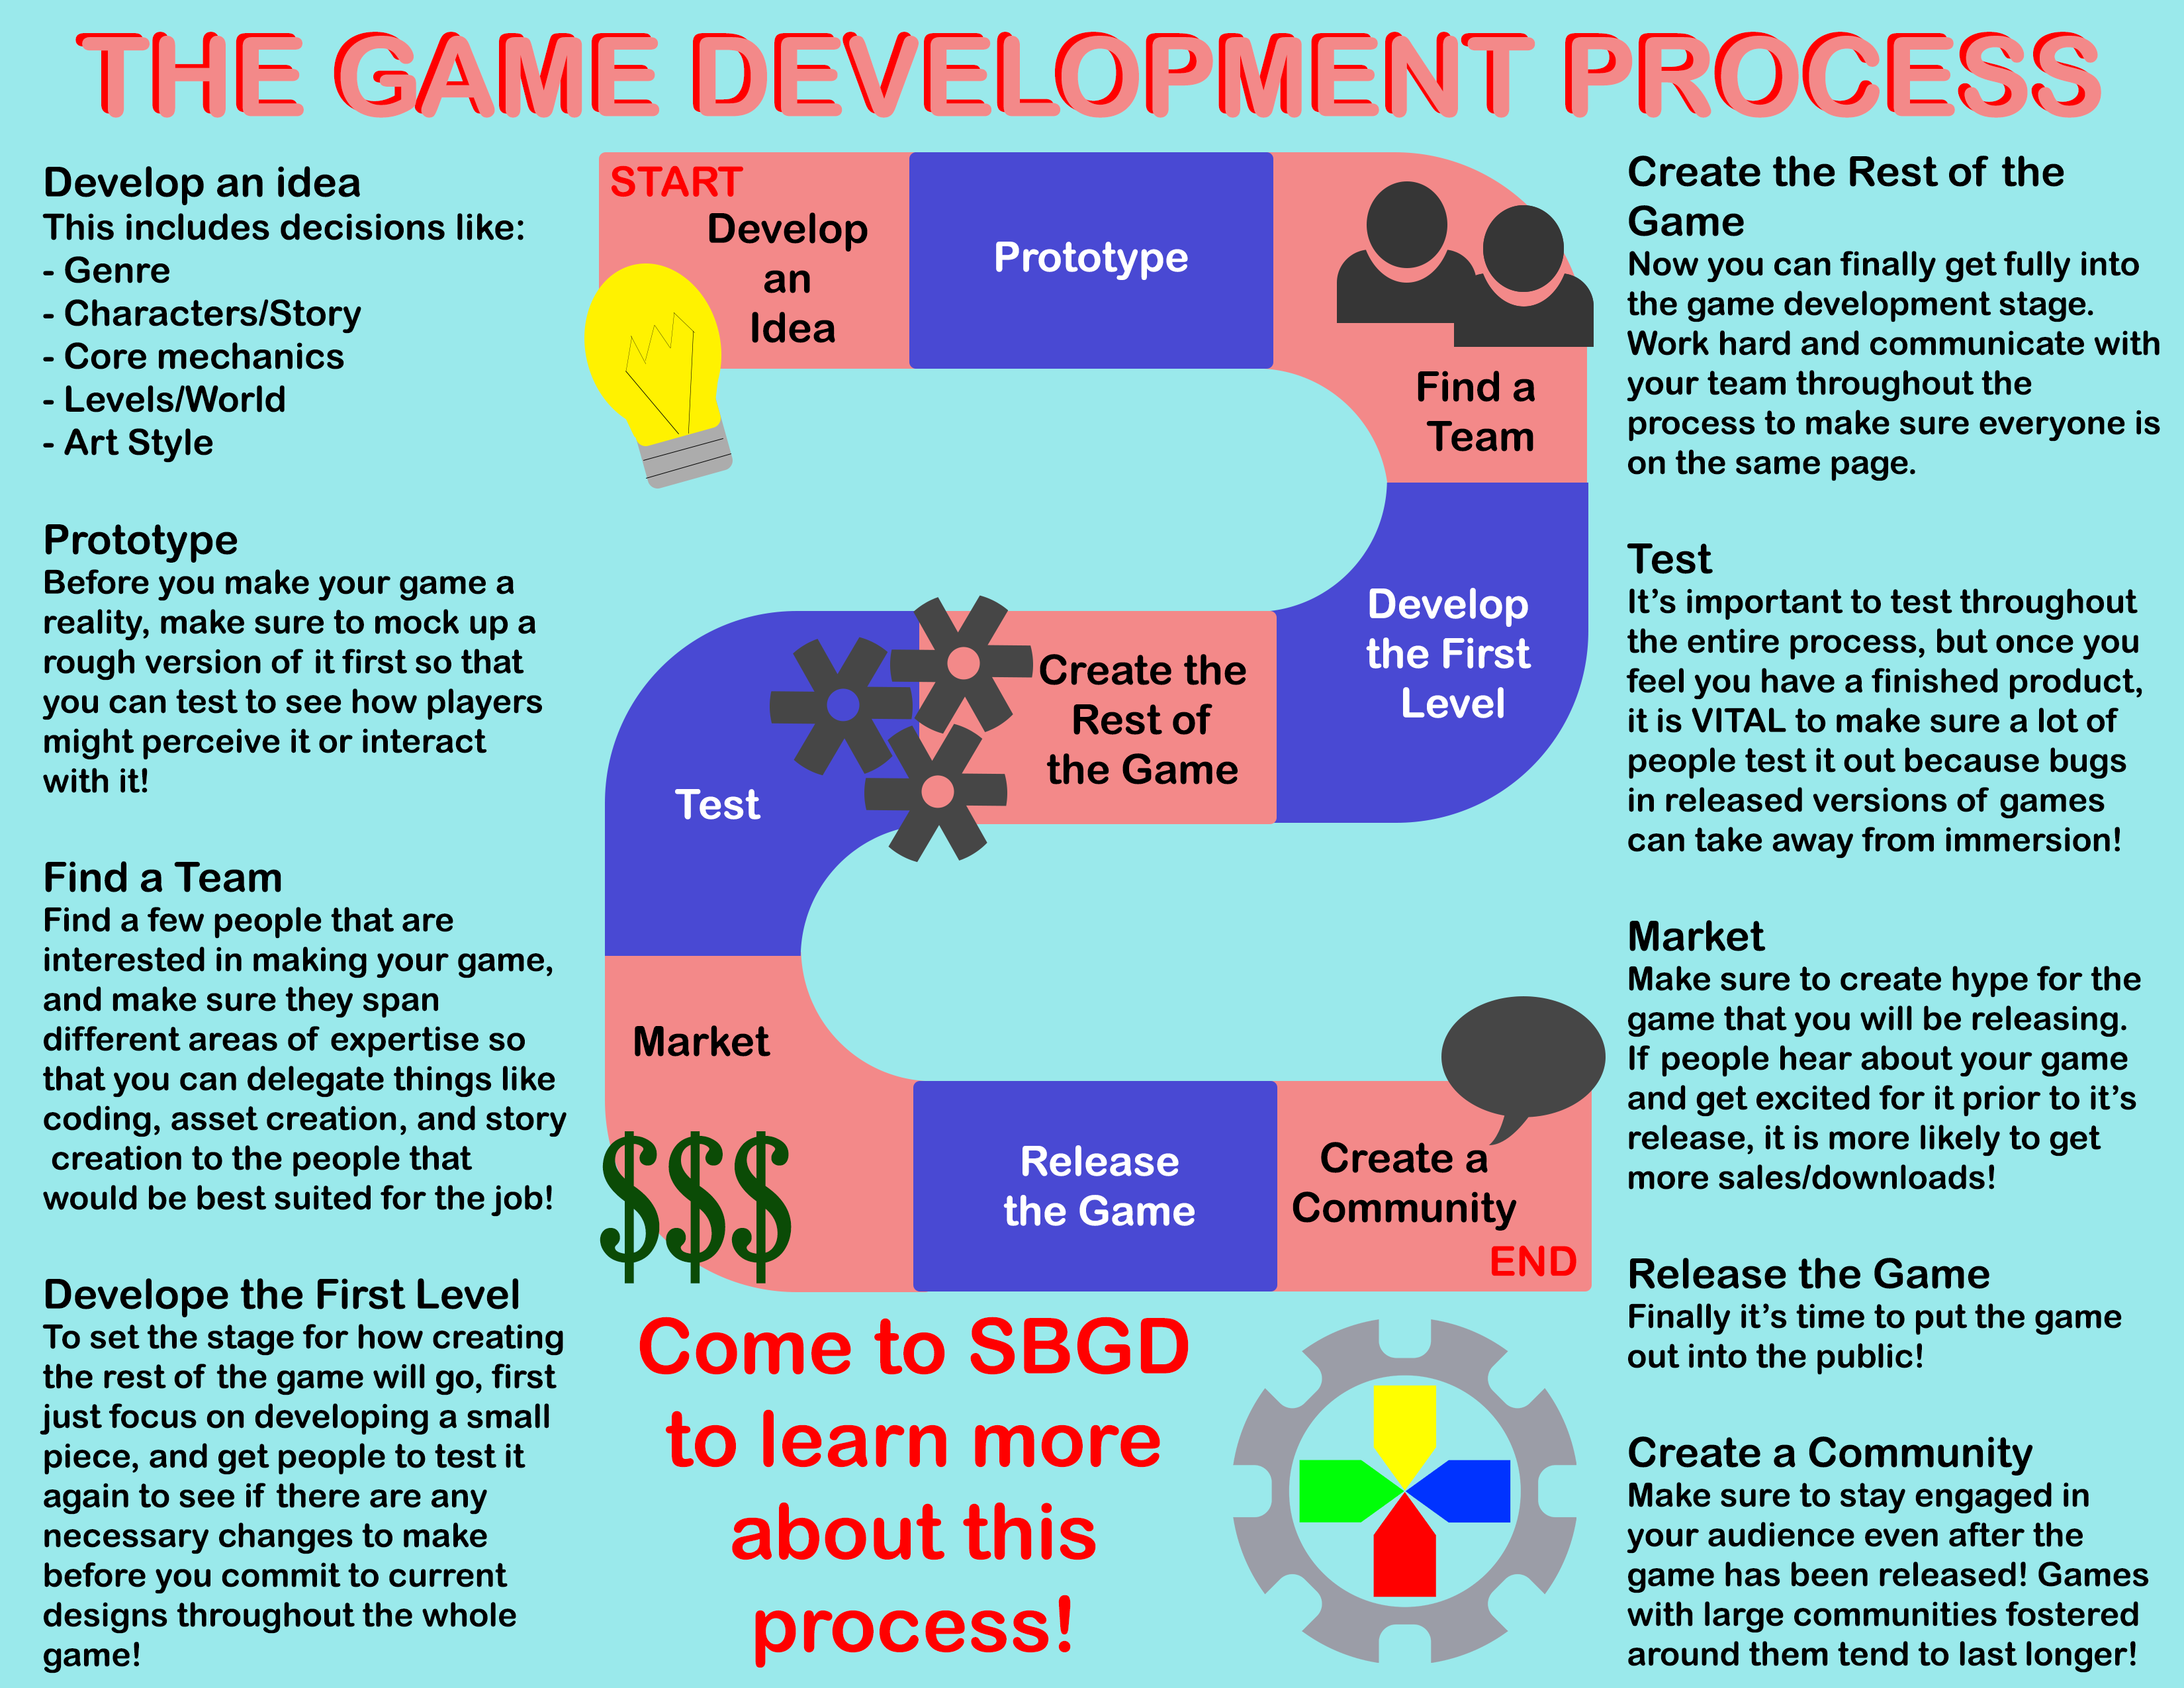 THE GAME DEVELOPMENT PROCESS
Develop an idea
This includes decisions like:
- Genre
- Characters/Story
- Core mechanics
- Levels/World
- Art Style
Prototype
Before you make your game a
reality, make sure to mock up a
rough version of it first so that
you can test to see how players
might perceive it or interact
with it!
Find a Team
Find a few people that are
interested in making your game,
and make sure they span
different areas of expertise so
that you can delegate things like
coding, asset creation, and story
creation to the people that
would be best suited for the job!
Develope the First Level
To set the stage for how creating
the rest of the game will go, first
just focus on developing a small
piece, and get people to test it
again to see if there are any
necessary changes to make
before you commit to current
designs throughout the whole
game!
START
Develop
an
Idea
Prototype
Find a
Team
Develop
the First
Level
Create the
Rest of
the Game
Test
Market
$$$
Release
the Game
Create a
Community
END
Come to SBGD
to learn more
about this
process!
Create the Rest of the
Game
Now you can finally get fully into
the game development stage.
Work hard and communicate with
your team throughout the
process to make sure everyone is
on the same page.
Test
It's important to test throughout
the entire process, but once you
feel you have a finished product,
it is VITAL to make sure a lot of
people test it out because bugs
in released versions of games
can take away from immersion!
Market
Make sure to create hype for the
game that you will be releasing.
If people hear about your game
and get excited for it prior to it's
release, it is more likely to get
more sales/downloads!
Release the Game
Finally it's time to put the game
out into the public!
Create a Community
Make sure to stay engaged in
your audience even after the
game has been released! Games
with large communities fostered
around them tend to last longer!